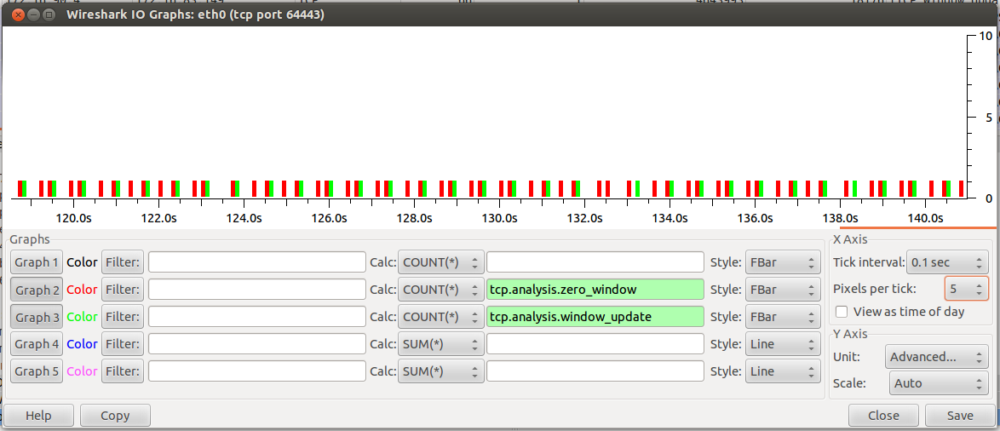 Wireshark IO Graphs: eth0 (tcp port 64443)
10
5
0
120.0s 122.0s 124.0s 126.0s 128.0s 130.0s 132.0s 134.0s 136.0s 138.0s 140.0s
Graphs
Graph 1 Color Filter: Calc: COUNT(*) Style: FBar
Graph 2 Color Filter: Calc: COUNT(*) tcp.analysis.zero_window Style: FBar
Graph 3 Color Filter: Calc: COUNT(*) tcp.analysis.window_update Style: FBar
Graph 4 Color Filter: Calc: SUM(*) Style: Line
Graph 5 Color Filter: Calc: SUM(*) Style: Line
X Axis
Tick interval: 0.1 sec
Pixels per tick: 5
View as time of day
Y Axis
Unit: Advanced...
Scale: Auto
Help Copy Close Save